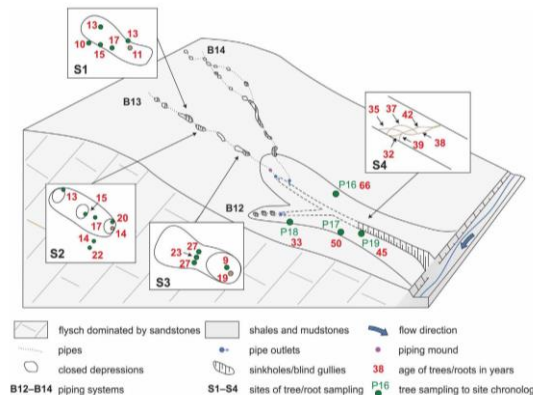 13
13
10
17
15
11
S1
B14
B13
35
37
42
32
39
38
S4
P16 66
B12
P18
P17
P19
33
50
45
13
15
20
17
14
14
22
S2
27
23
27
9
19
S3
flysch dominated by sandstones
shales and mudstones
flow direction
pipes
pipe outlets
piping mound
closed depressions
sinkholes/blind gullies
38 age of trees/roots in years
B12–B14 piping systems
S1–S4 sites of tree/root sampling
P16 tree sampling to site chronolog